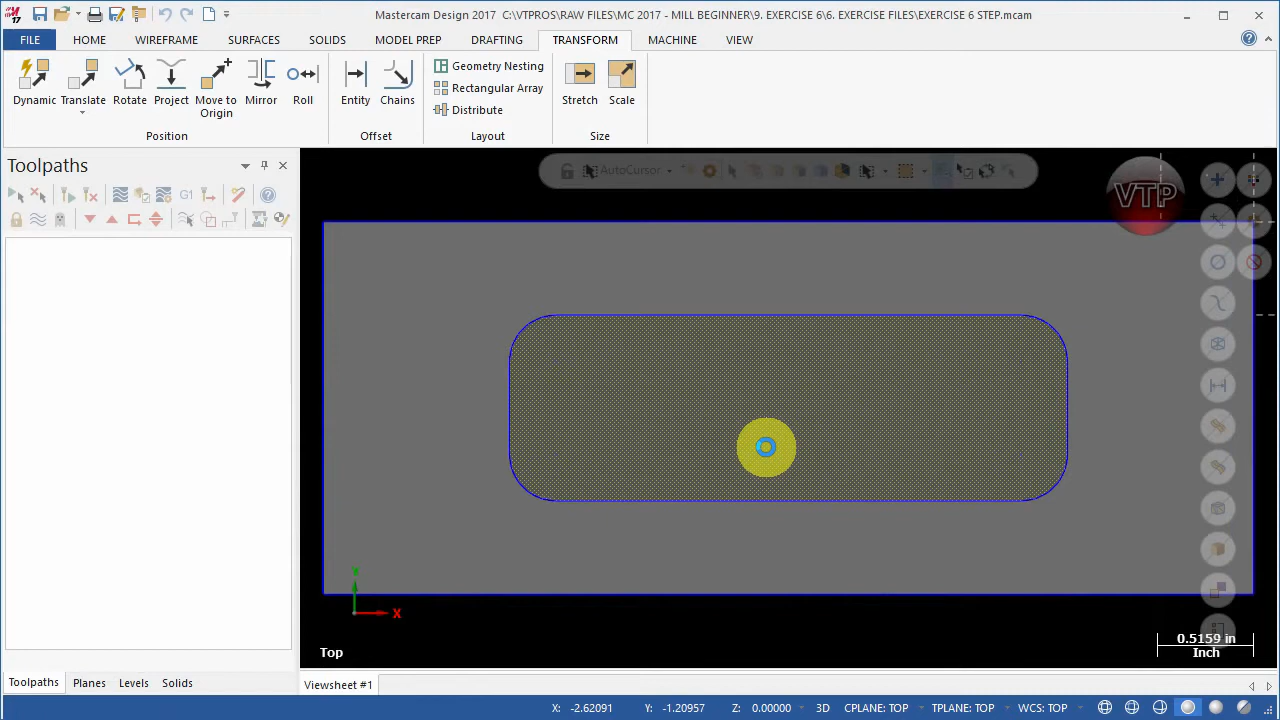 Mastercam Design 2017 C:\VTPROS\RAW FILES\MC 2017 - MILL BEGINNER\9. EXERCISE 6\6. EXERCISE FILES\EXERCISE 6 STEP.mcam
FILE HOME WIREFRAME SURFACES SOLIDS MODEL PREP DRAFTING TRANSFORM MACHINE VIEW
Dynamic Translate Rotate Project Move to Origin Mirror Roll
Position
Entity Chains
Offset
Geometry Nesting
Rectangular Array
Distribute
Layout
Stretch Scale
Size
Toolpaths
G1
AutoCursor
VTP
Y
X
Top
0.5159 in
Inch
Toolpaths Planes Levels Solids
Viewsheet #1
X: -2.62091 Y: -1.20957 Z: 0.00000 3D CPLANE: TOP TPLANE: TOP WCS: TOP